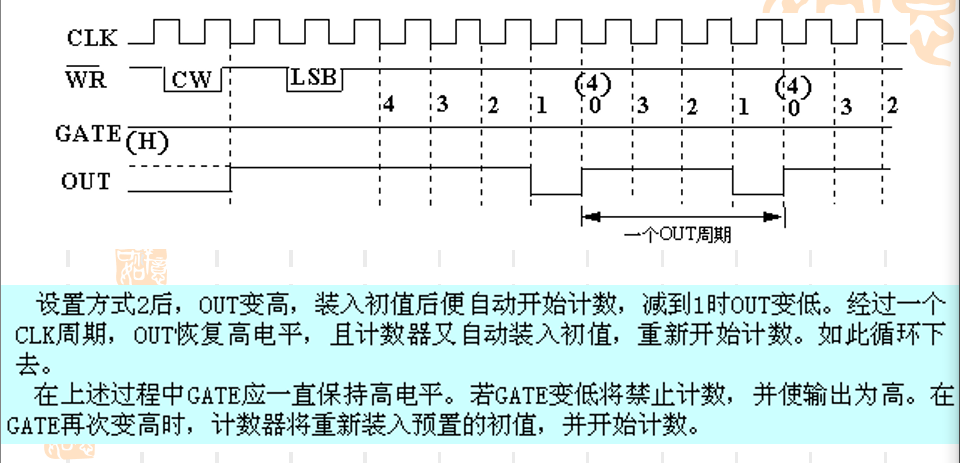 CLK
WR CW LSB
4 3 2 1 (4) 0 3 2 1 (4) 0 3 2
GATE (H)
OUT
一个OUT周期
设置方式2后，OUT变高，装入初值后便自动开始计数，减到1时OUT变低。经过一个
CLK周期，OUT恢复高电平，且计数器又自动装入初值，重新开始计数。如此循环下
去。
在上述过程中GATE应一直保持高电平。若GATE变低将禁止计数，并使输出为高。在
GATE再次变高时，计数器将重新装入预置的初值，并开始计数。